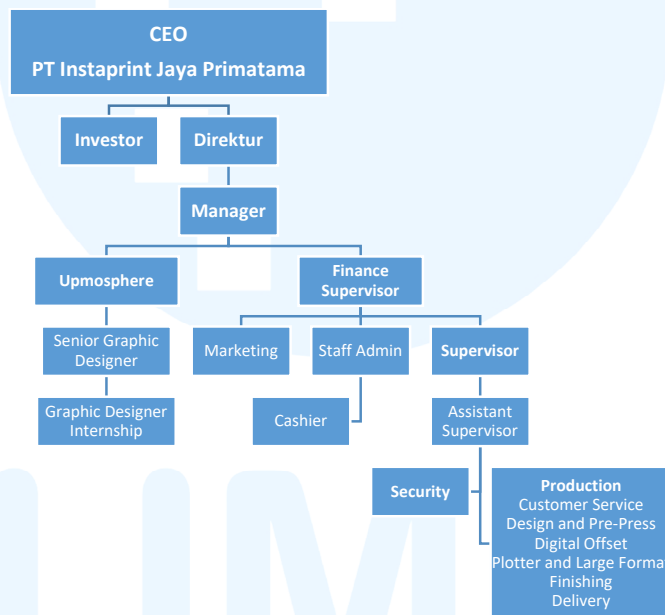 CEO
PT Instaprint Jaya Primatama
Investor
Direktur
Manager
Upmosphere
Finance
Supervisor
Senior Graphic
Designer
Marketing
Staff Admin
Supervisor
Graphic Designer
Internship
Cashier
Assistant
Supervisor
Security
Production
Customer Service
Design and Pre-Press
Digital Offset
Plotter and Large Forma
Finishing
Delivery
UM